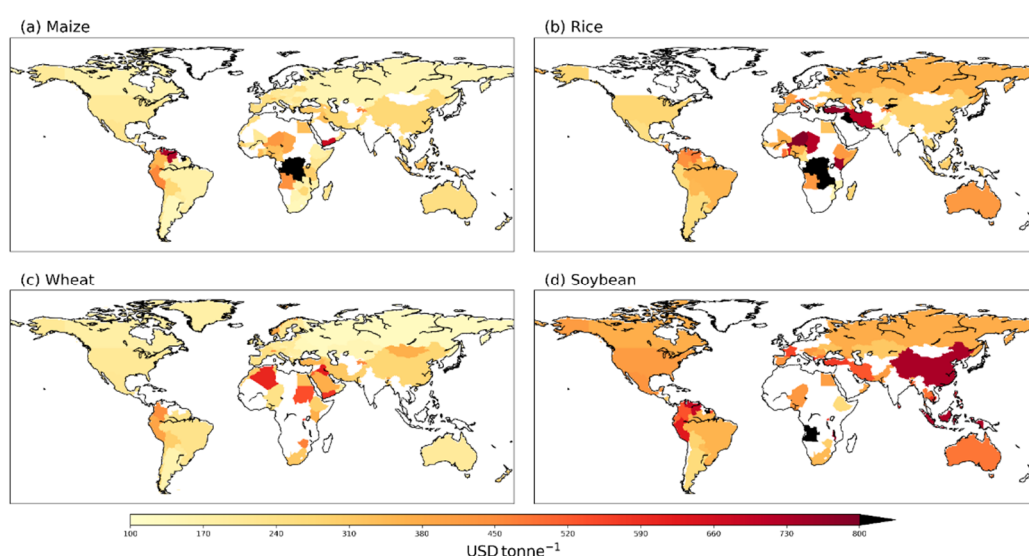 (a) Maize
(b) Rice
(c) Wheat
(d) Soybean
100 170 240 310 380 450 520 590 660 730 800
USD tonne⁻¹